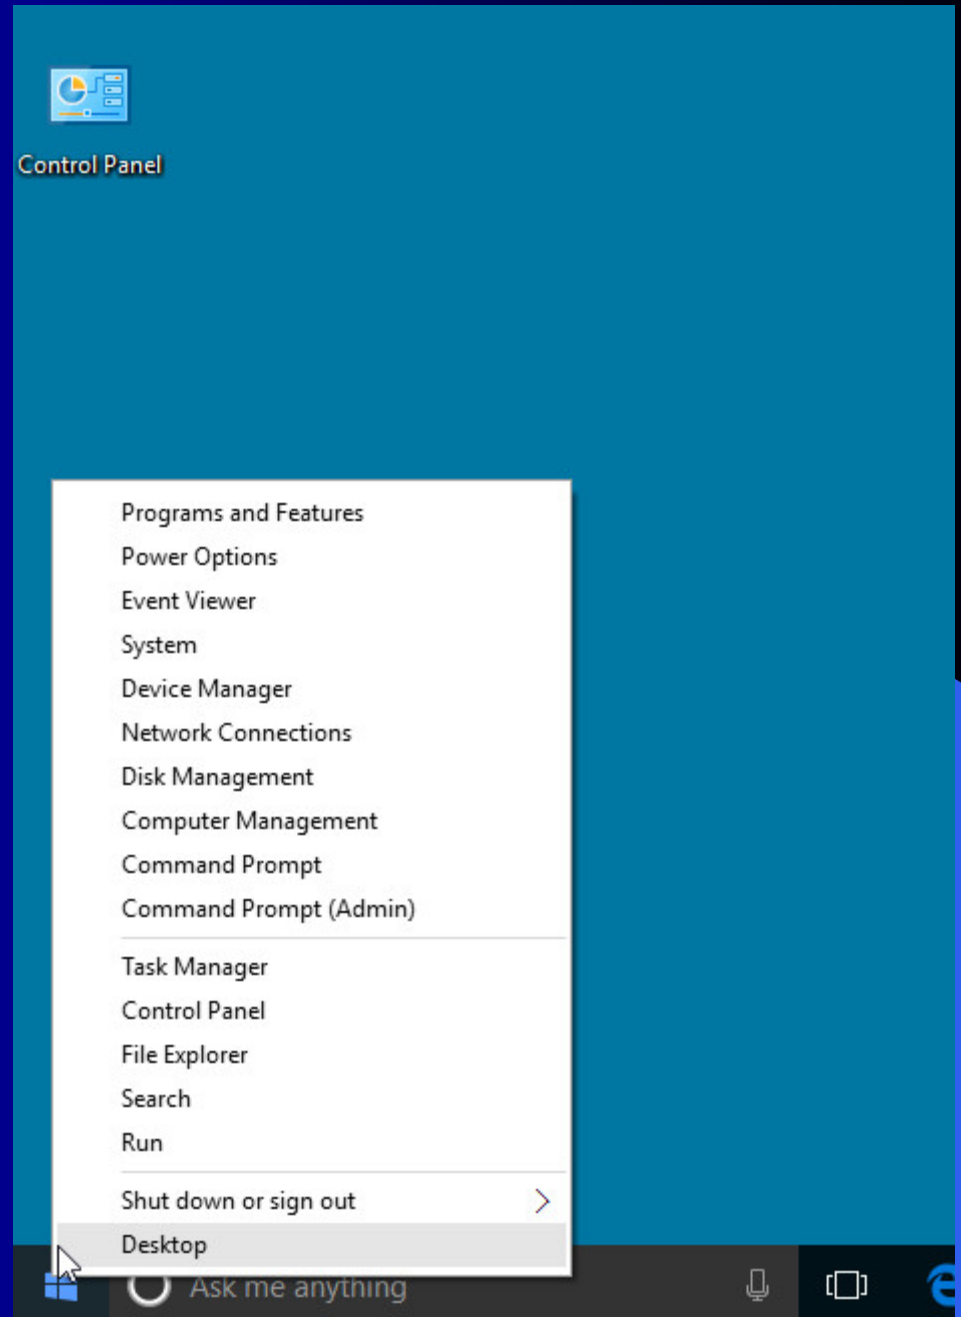 Control Panel
Programs and Features
Power Options
Event Viewer
System
Device Manager
Network Connections
Disk Management
Computer Management
Command Prompt
Command Prompt (Admin)
Task Manager
Control Panel
File Explorer
Search
Run
Shut down or sign out
Desktop
Ask me anything